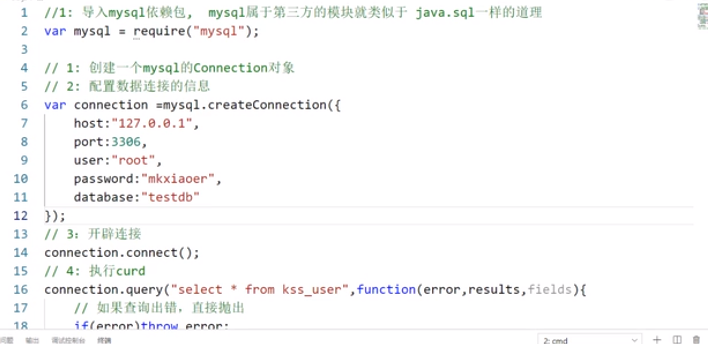 1 //1: 导入mysql依赖包, mysql属于第三方的模块就类似于 java.sql一样的道理
2 var mysql = require("mysql");
3
4 // 1: 创建一个mysql的Connection对象
5 // 2: 配置数据连接的信息
6 var connection =mysql.createConnection({
7 host:"127.0.0.1",
8 port:3306,
9 user:"root",
10 password:"mkxiaoer",
11 database:"testdb"
12 });
13 // 3：开辟连接
14 connection.connect();
15 // 4: 执行curd
16 connection.query("select * from kss_user",function(error,results,fields){
17 // 如果查询出错，直接抛出
18 if(error)throw error;
问题 输出 调试控制台 终端 2: cmd